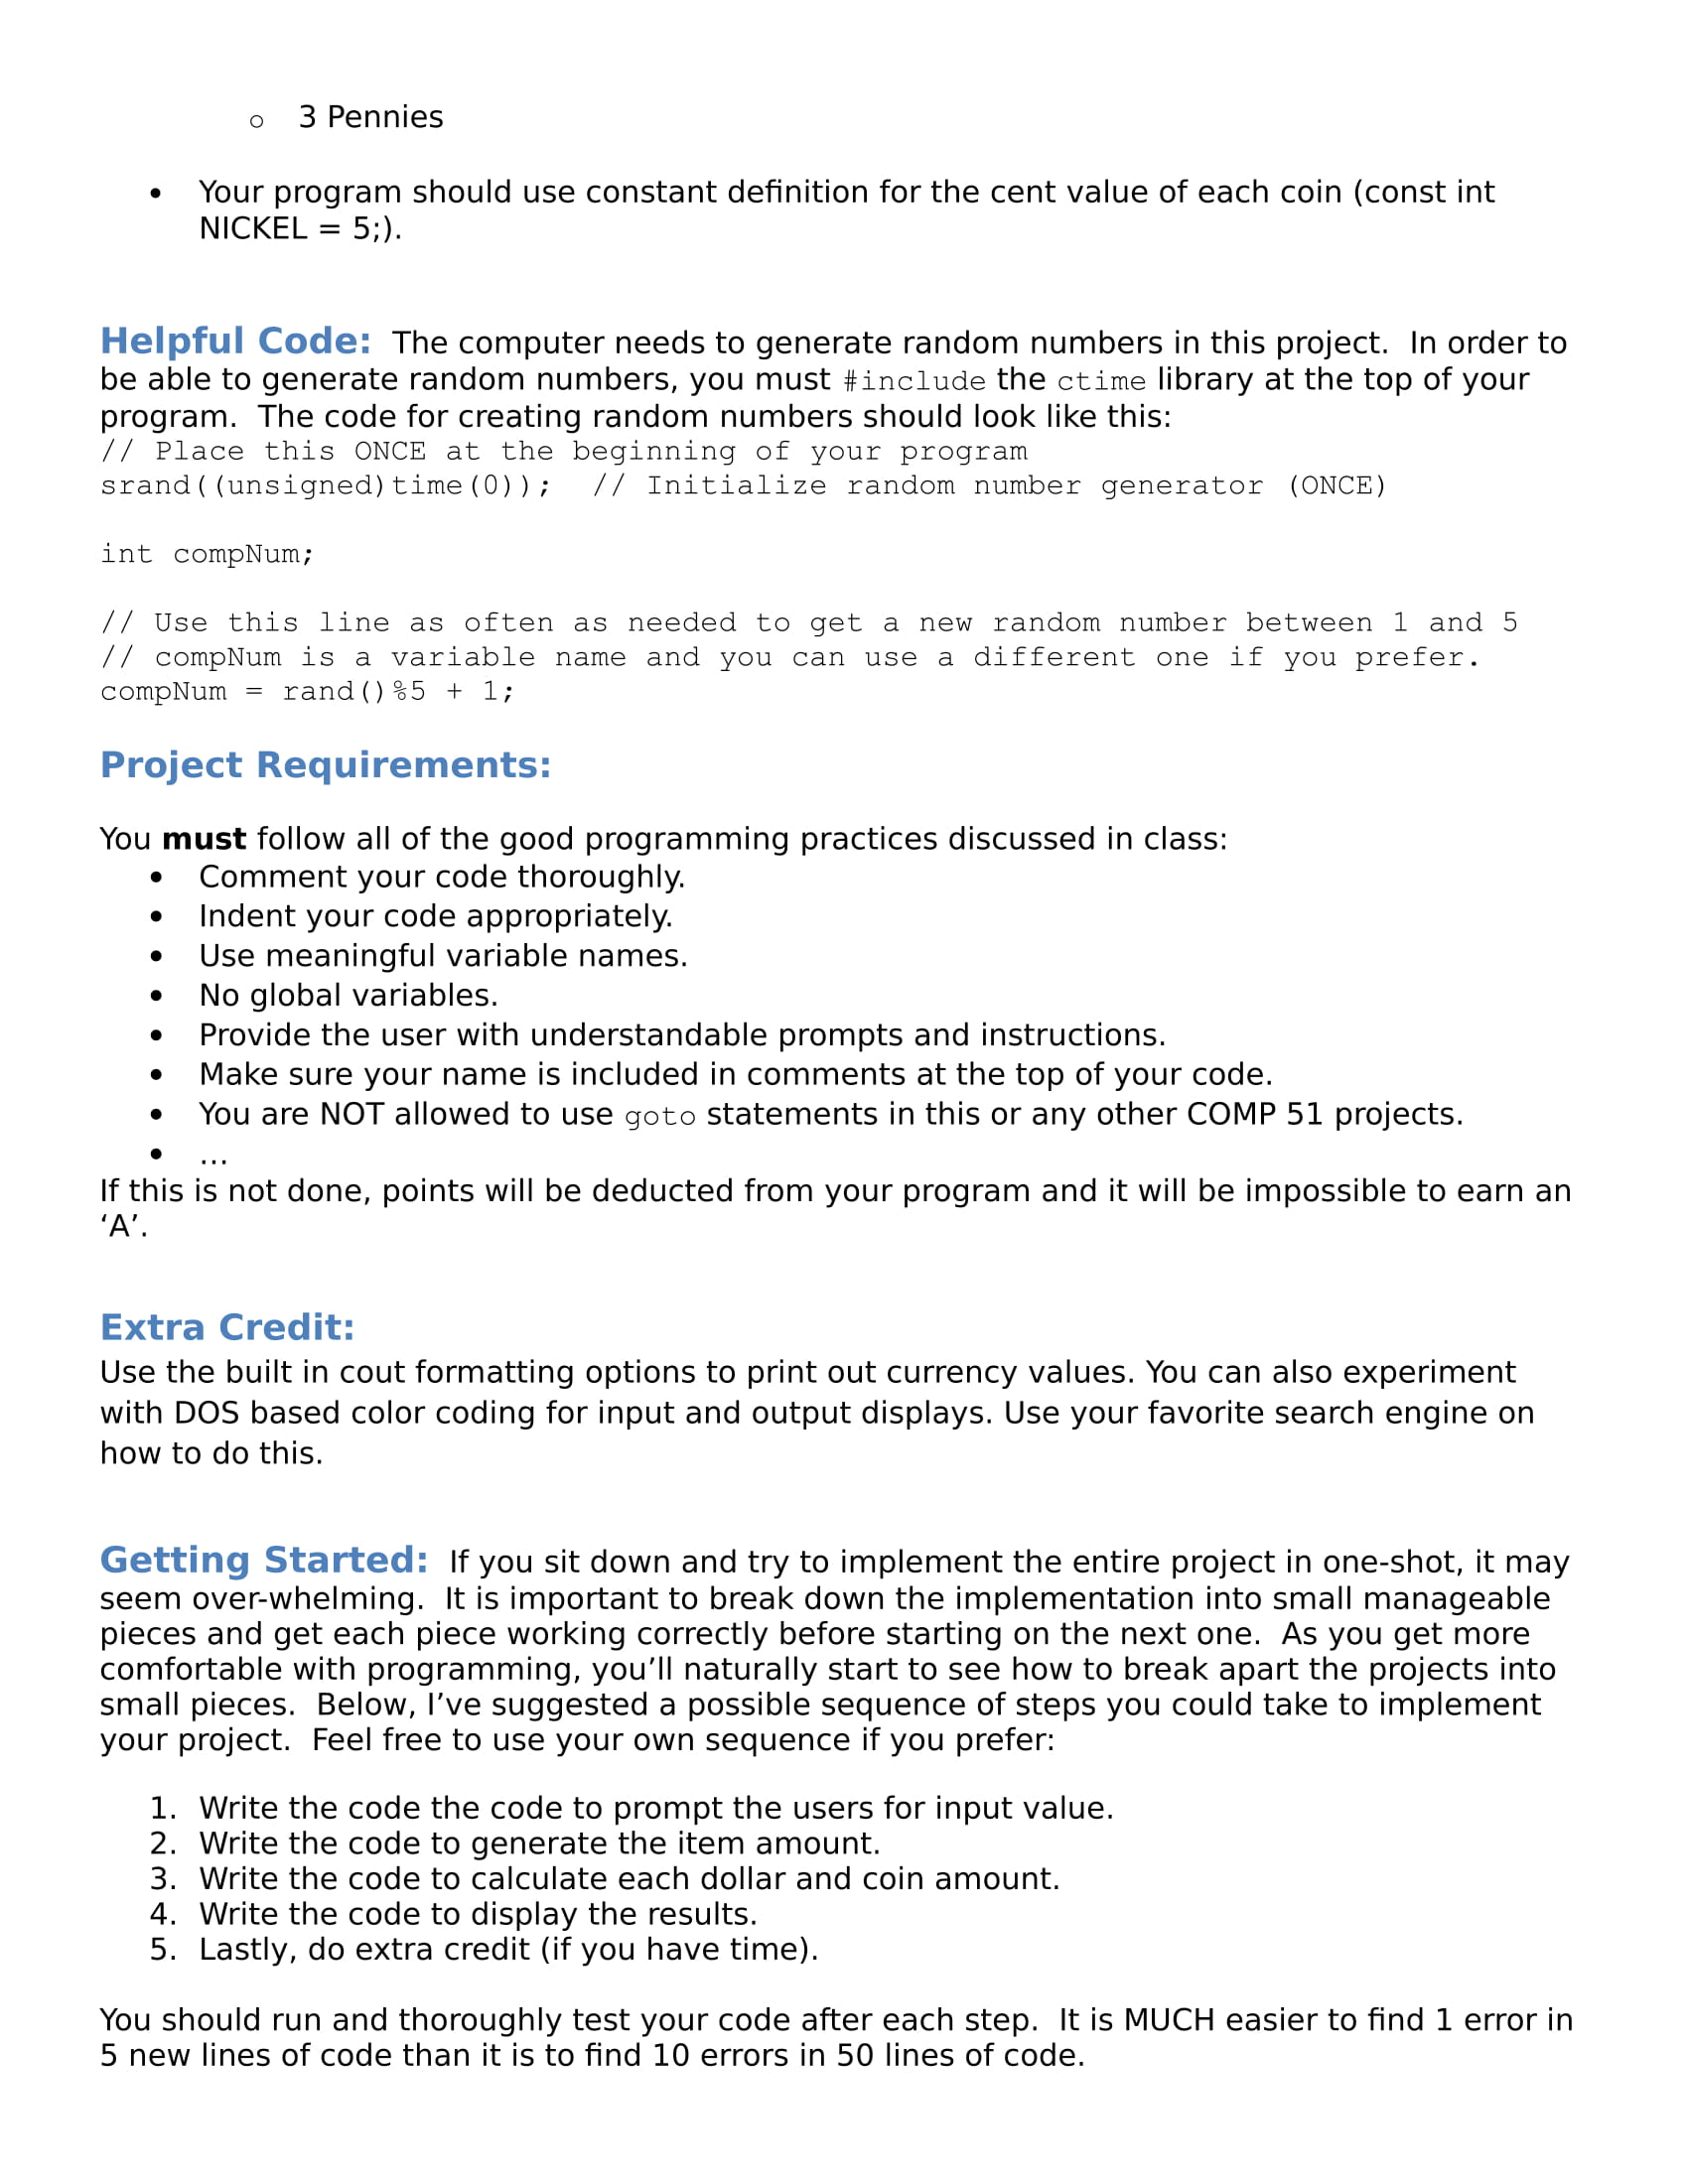 ○ 3 Pennies
• Your program should use constant definition for the cent value of each coin (const int
NICKEL = 5;).
Helpful Code: The computer needs to generate random numbers in this project. In order to
be able to generate random numbers, you must #include the ctime library at the top of your
program. The code for creating random numbers should look like this:
// Place this ONCE at the beginning of your program
srand((unsigned)time(0)); // Initialize random number generator (ONCE)
int compNum;
// Use this line as often as needed to get a new random number between 1 and 5
// compNum is a variable name and you can use a different one if you prefer.
compNum = rand()%5 + 1;
Project Requirements:
You must follow all of the good programming practices discussed in class:
• Comment your code thoroughly.
• Indent your code appropriately.
• Use meaningful variable names.
• No global variables.
• Provide the user with understandable prompts and instructions.
• Make sure your name is included in comments at the top of your code.
• You are NOT allowed to use goto statements in this or any other COMP 51 projects.
• …
If this is not done, points will be deducted from your program and it will be impossible to earn an
‘A’.
Extra Credit:
Use the built in cout formatting options to print out currency values. You can also experiment
with DOS based color coding for input and output displays. Use your favorite search engine on
how to do this.
Getting Started: If you sit down and try to implement the entire project in one-shot, it may
seem over-whelming. It is important to break down the implementation into small manageable
pieces and get each piece working correctly before starting on the next one. As you get more
comfortable with programming, you’ll naturally start to see how to break apart the projects into
small pieces. Below, I’ve suggested a possible sequence of steps you could take to implement
your project. Feel free to use your own sequence if you prefer:
1. Write the code the code to prompt the users for input value.
2. Write the code to generate the item amount.
3. Write the code to calculate each dollar and coin amount.
4. Write the code to display the results.
5. Lastly, do extra credit (if you have time).
You should run and thoroughly test your code after each step. It is MUCH easier to find 1 error in
5 new lines of code than it is to find 10 errors in 50 lines of code.